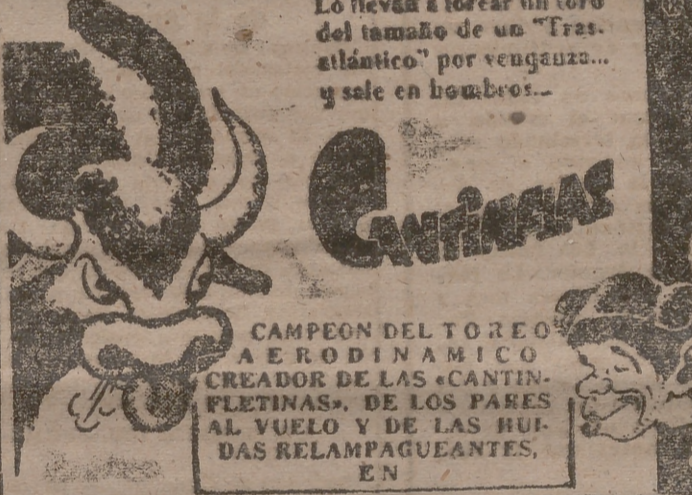 Lo llevan a torear un toro
del tamaño de un "Tras-
atlántico" por venganza...
y sale en hombros...
CANTINFLAS
CAMPEON DEL TOREO
AERODINAMICO
CREADOR DE LAS «CANTIN-
FLETINAS», DE LOS PARES
AL VUELO Y DE LAS HUI-
DAS RELAMPAGUEANTES,
EN